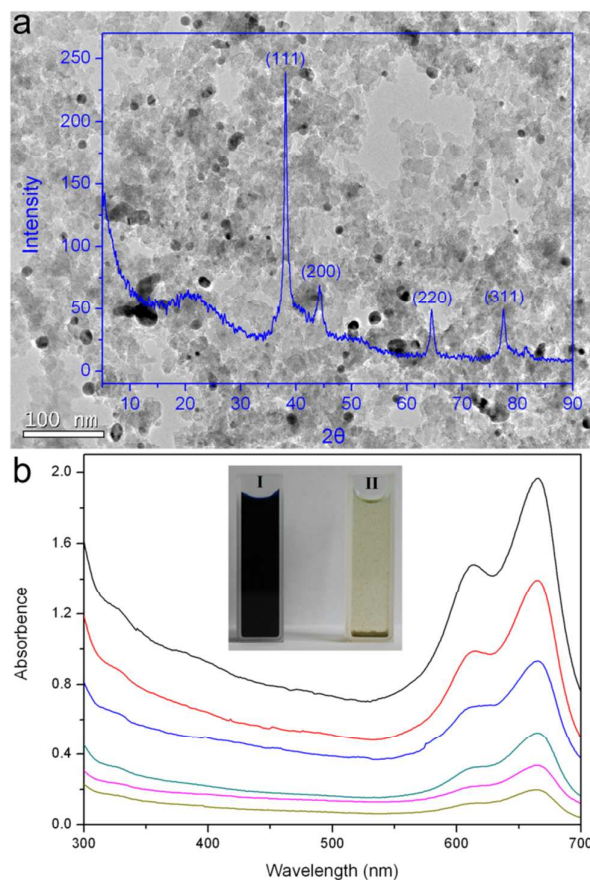 a
250
200
150
100
50
0
Intensity
(111)
(200)
(220)
(311)
10 20 30 40 50 60 70 80 90
2θ
100 nm
b
2.0
1.6
1.2
0.8
0.4
0.0
Absorbence
I II
300 400 500 600 700
Wavelength (nm)